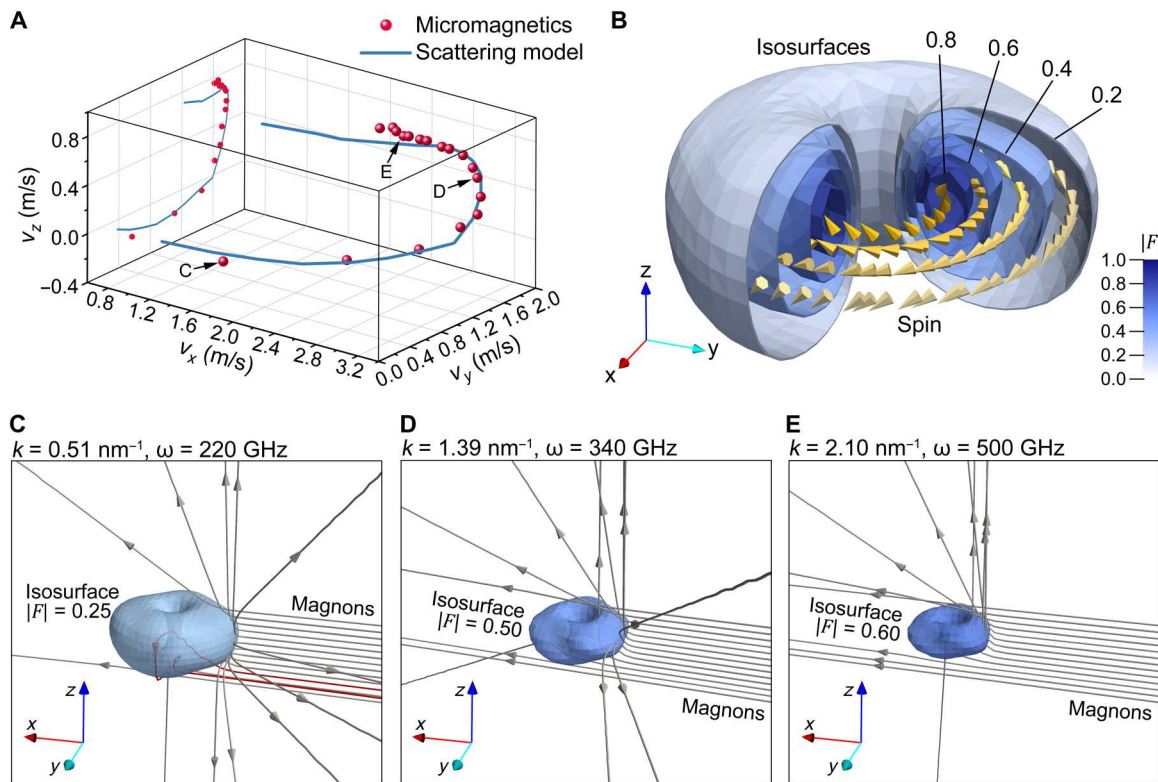 A
Micromagnetics
Scattering model
0.8
0.4
0.0
−0.4
v_z (m/s)
C
D
E
0.8
1.2
1.6
2.0
2.4
2.8
3.2
v_x (m/s)
0.0
0.4
0.8
1.2
1.6
2.0
v_y (m/s)
B
Isosurfaces
0.8
0.6
0.4
0.2
Spin
z
y
x
|F
1.0
0.8
0.6
0.4
0.2
0.0
C
k = 0.51 nm⁻¹, ω = 220 GHz
Isosurface
|F| = 0.25
Magnons
z
x
y
D
k = 1.39 nm⁻¹, ω = 340 GHz
Isosurface
|F| = 0.50
Magnons
z
x
y
E
k = 2.10 nm⁻¹, ω = 500 GHz
Isosurface
|F| = 0.60
Magnons
z
x
y